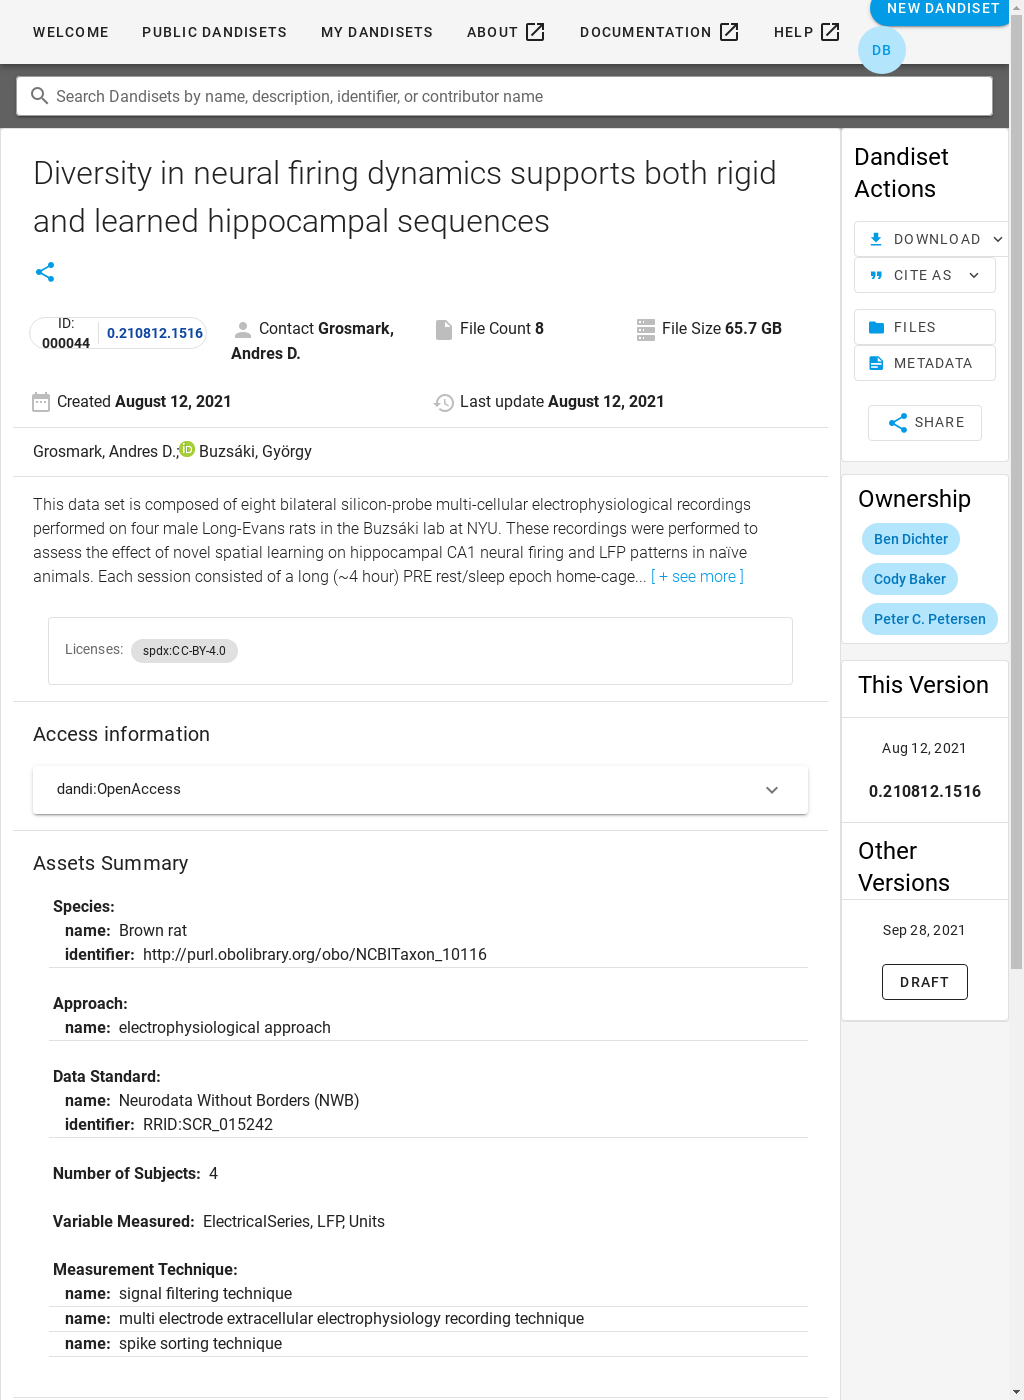 WELCOME PUBLIC DANDISETS MY DANDISETS ABOUT DOCUMENTATION HELP NEW DANDISET
DB
Search Dandisets by name, description, identifier, or contributor name
Diversity in neural firing dynamics supports both rigid
and learned hippocampal sequences
ID:
000044
0.210812.1516
Contact Grosmark,
Andres D.
File Count 8
File Size 65.7 GB
Created August 12, 2021
Last update August 12, 2021
Grosmark, Andres D.; Buzsáki, György
This data set is composed of eight bilateral silicon-probe multi-cellular electrophysiological recordings
performed on four male Long-Evans rats in the Buzsáki lab at NYU. These recordings were performed to
assess the effect of novel spatial learning on hippocampal CA1 neural firing and LFP patterns in naïve
animals. Each session consisted of a long (~4 hour) PRE rest/sleep epoch home-cage... [ + see more ]
Licenses: spdx:CC-BY-4.0
Access information
dandi:OpenAccess
Assets Summary
Species:
name: Brown rat
identifier: http://purl.obolibrary.org/obo/NCBITaxon_10116
Approach:
name: electrophysiological approach
Data Standard:
name: Neurodata Without Borders (NWB)
identifier: RRID:SCR_015242
Number of Subjects: 4
Variable Measured: ElectricalSeries, LFP, Units
Measurement Technique:
name: signal filtering technique
name: multi electrode extracellular electrophysiology recording technique
name: spike sorting technique
Dandiset
Actions
DOWNLOAD
CITE AS
FILES
METADATA
SHARE
Ownership
Ben Dichter
Cody Baker
Peter C. Petersen
This Version
Aug 12, 2021
0.210812.1516
Other
Versions
Sep 28, 2021
DRAFT